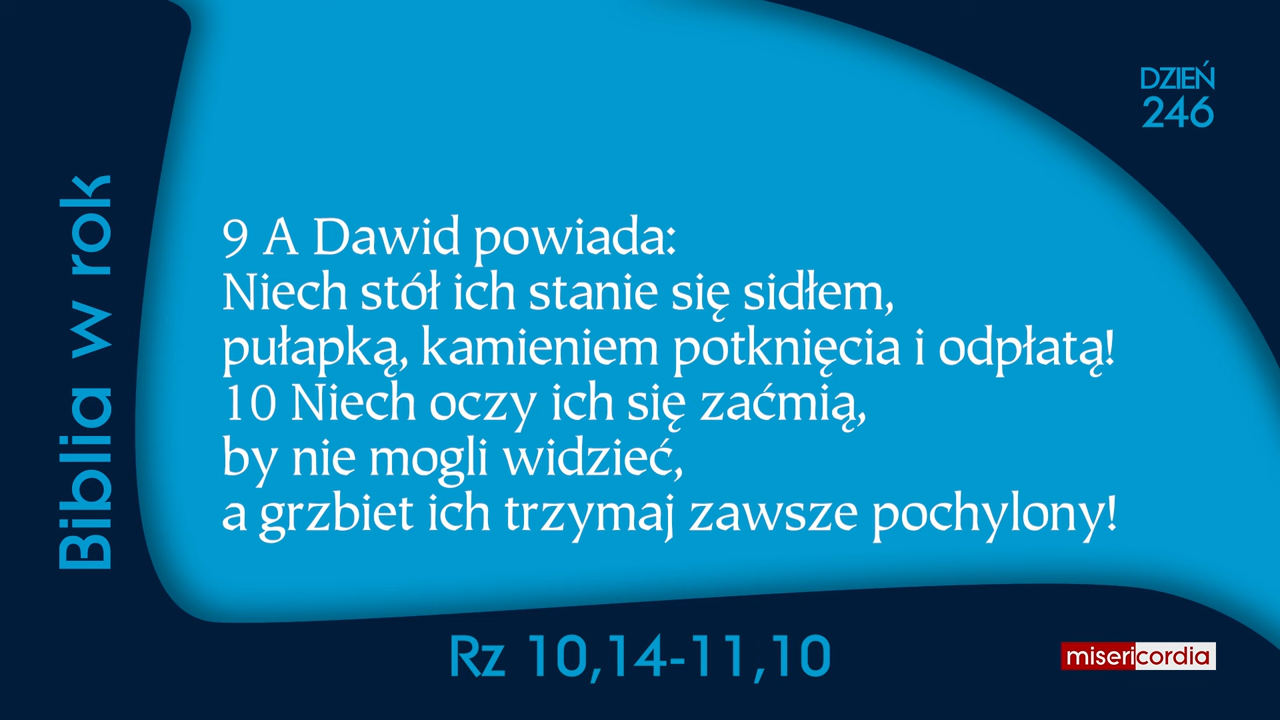 DZIEŃ
246
Biblia w rok
9 A Dawid powiada:
Niech stół ich stanie się sidłem,
pułapką, kamieniem potknięcia i odpłatą!
10 Niech oczy ich się zaćmią,
by nie mogli widzieć,
a grzbiet ich trzymaj zawsze pochylony!
Rz 10,14-11,10
misericordia